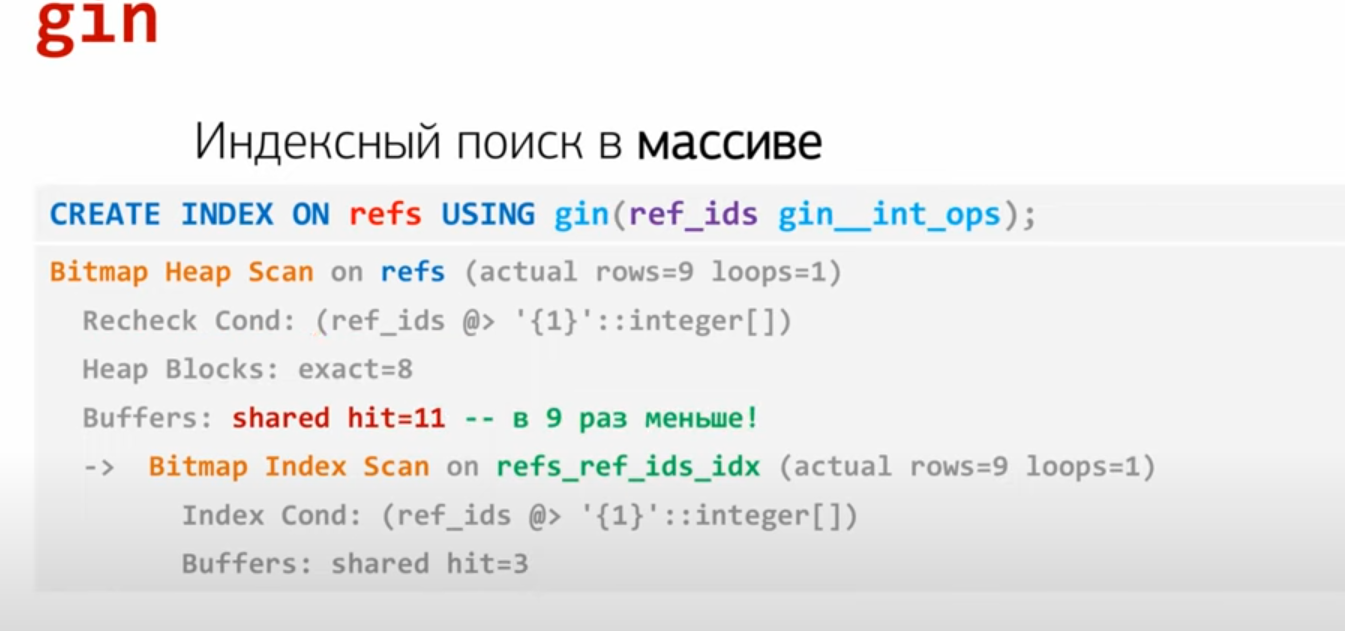 gin
Индексный поиск в массиве
CREATE INDEX ON refs USING gin(ref_ids gin__int_ops);
Bitmap Heap Scan on refs (actual rows=9 loops=1)
Recheck Cond: (ref_ids @> '{1}'::integer[])
Heap Blocks: exact=8
Buffers: shared hit=11 -- в 9 раз меньше!
-> Bitmap Index Scan on refs_ref_ids_idx (actual rows=9 loops=1)
Index Cond: (ref_ids @> '{1}'::integer[])
Buffers: shared hit=3